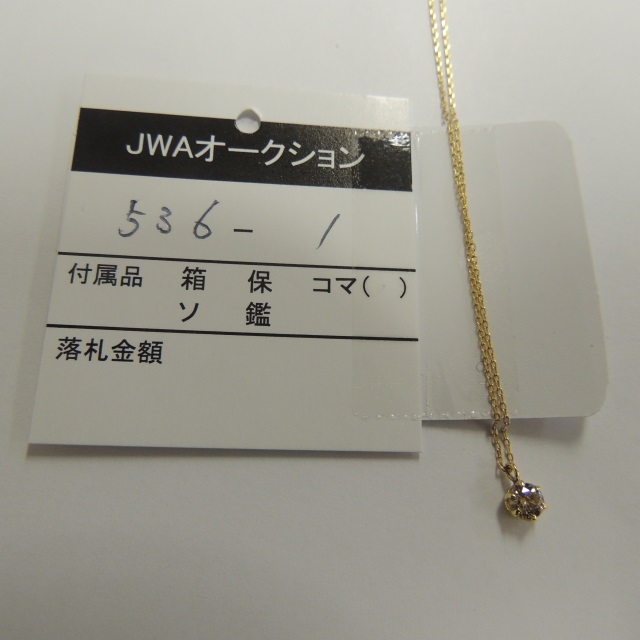 JWAオークション
536- 1
付属品 箱 保 コマ( )
ソ 鑑
落札金額